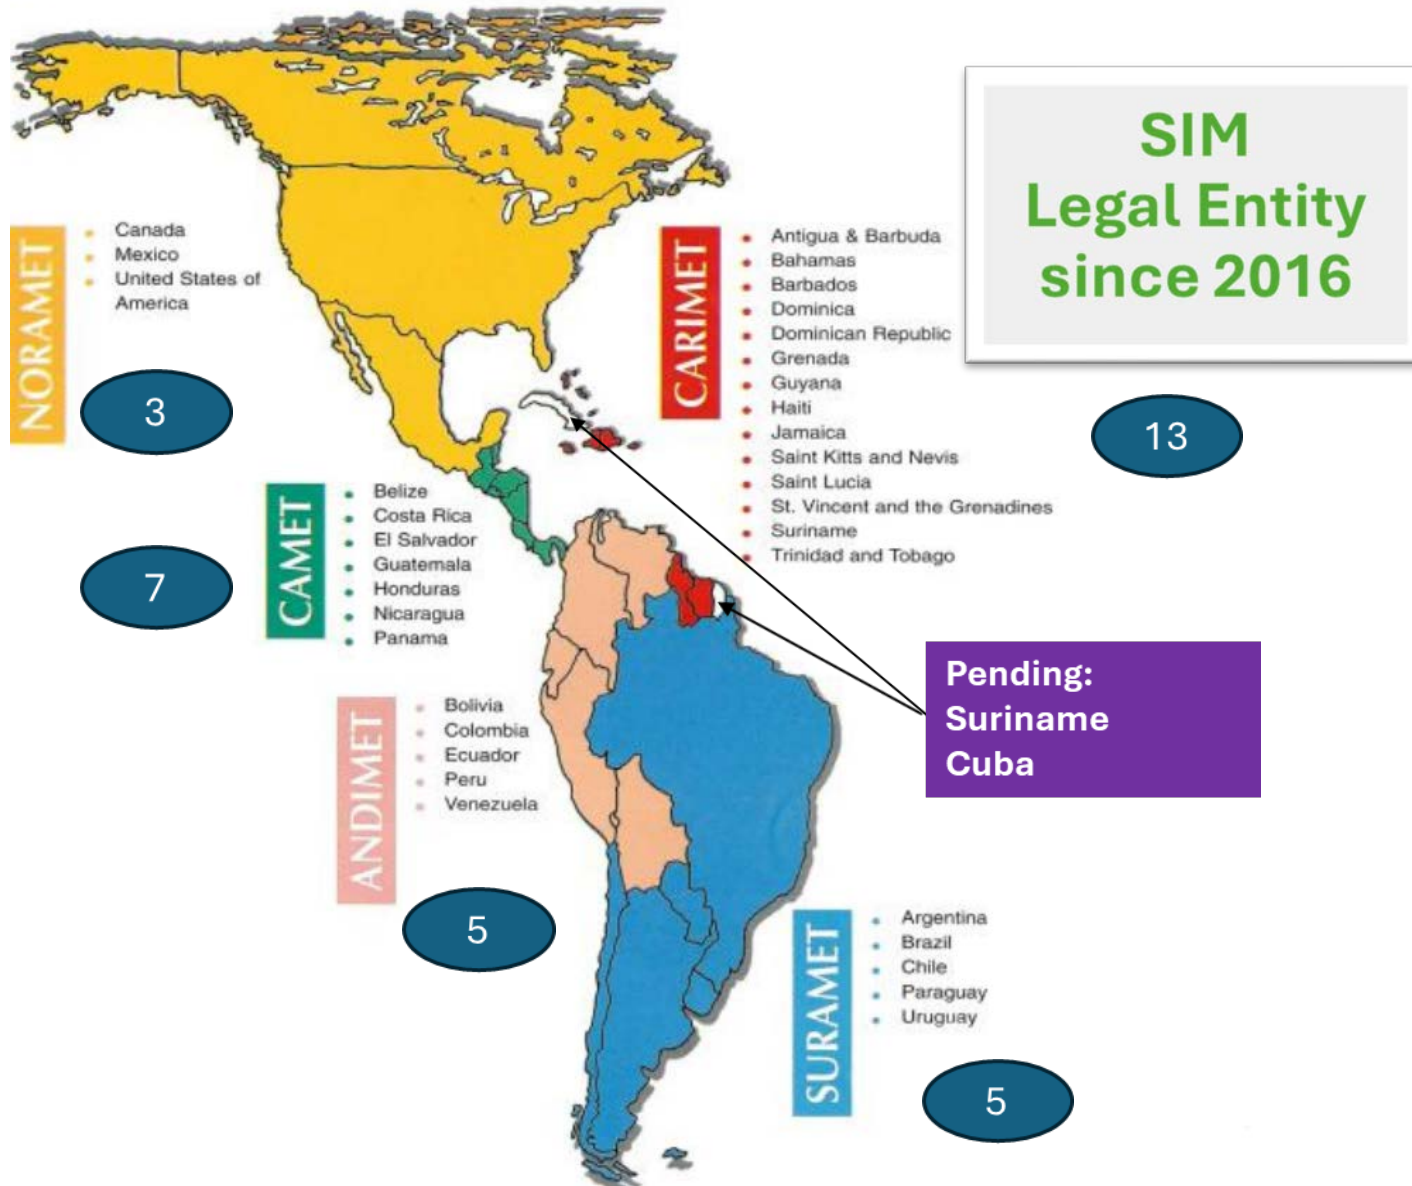 SIM
Legal Entity
since 2016
NORAMET
Canada
Mexico
United States of
America
3
CARIMET
Antigua & Barbuda
Bahamas
Barbados
Dominica
Dominican Republic
Grenada
Guyana
Haiti
Jamaica
Saint Kitts and Nevis
Saint Lucia
St. Vincent and the Grenadines
Suriname
Trinidad and Tobago
13
CAMET
Belize
Costa Rica
El Salvador
Guatemala
Honduras
Nicaragua
Panama
7
Pending:
Suriname
Cuba
ANDIMET
Bolivia
Colombia
Ecuador
Peru
Venezuela
5
SURAMET
Argentina
Brazil
Chile
Paraguay
Uruguay
5